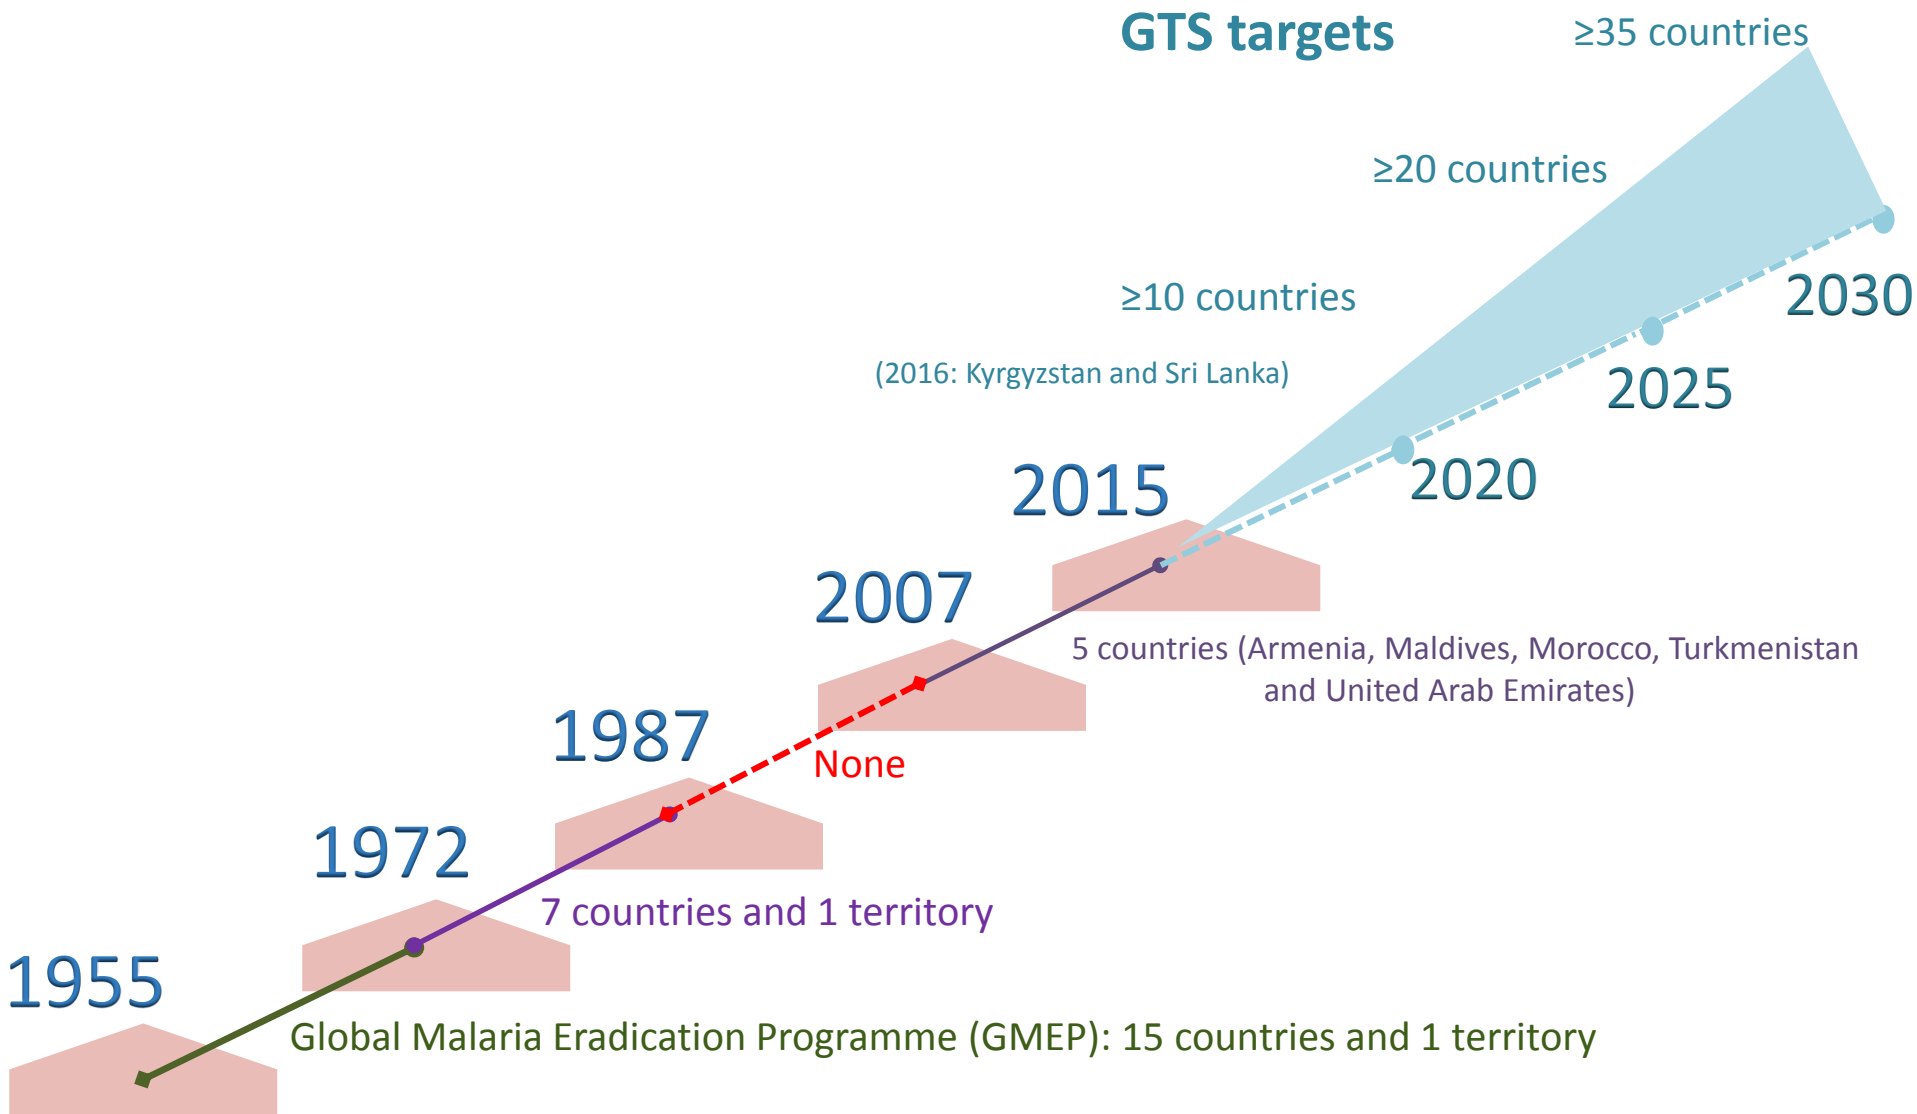 GTS targets
≥35 countries
≥20 countries
≥10 countries
2030
(2016: Kyrgyzstan and Sri Lanka)
2025
2020
2015
2007
5 countries (Armenia, Maldives, Morocco, Turkmenistan
and United Arab Emirates)
1987
None
1972
7 countries and 1 territory
1955
Global Malaria Eradication Programme (GMEP): 15 countries and 1 territory